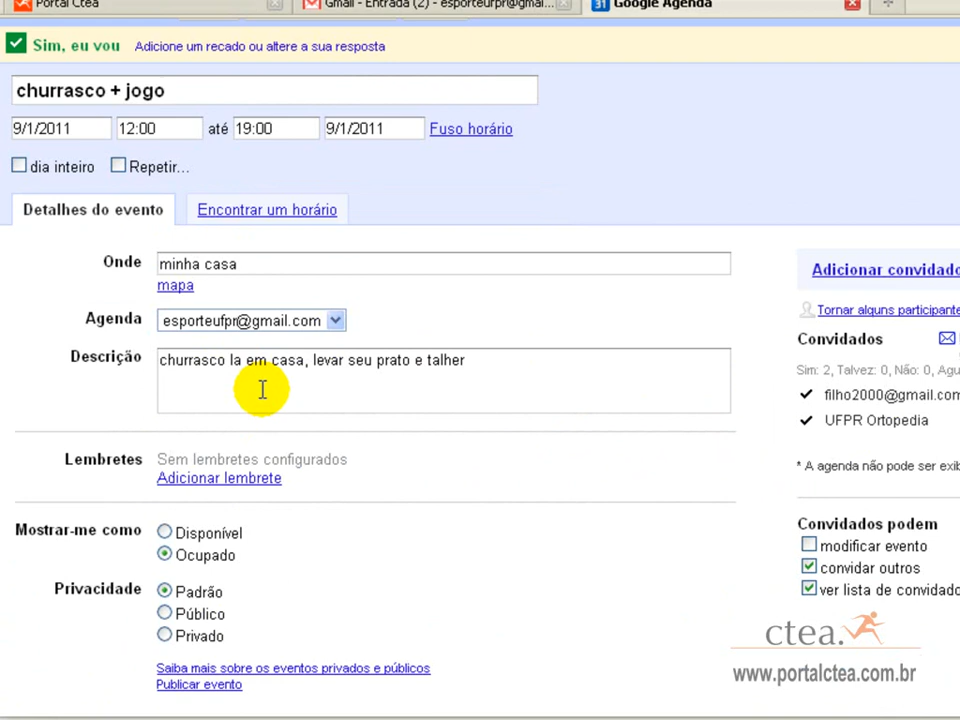 Portal Ctea
Gmail - Entrada (2) - esporteufpr@gmail...
31 Google Agenda
Sim, eu vou Adicione um recado ou altere a sua resposta
churrasco + jogo
9/1/2011 12:00 até 19:00 9/1/2011 Fuso horário
dia inteiro Repetir...
Detalhes do evento Encontrar um horário
Onde minha casa
mapa
Agenda esporteufpr@gmail.com
Descrição churrasco la em casa, levar seu prato e talher
Lembretes Sem lembretes configurados
Adicionar lembrete
Mostrar-me como Disponível
Ocupado
Privacidade Padrão
Público
Privado
Saiba mais sobre os eventos privados e públicos
Publicar evento
Adicionar convidado
Tornar alguns participante
Convidados
Sim: 2, Talvez: 0, Não: 0, Agu
filho2000@gmail.com
UFPR Ortopedia
* A agenda não pode ser exib
Convidados podem
modificar evento
convidar outros
ver lista de convidado
ctea.
www.portalctea.com.br